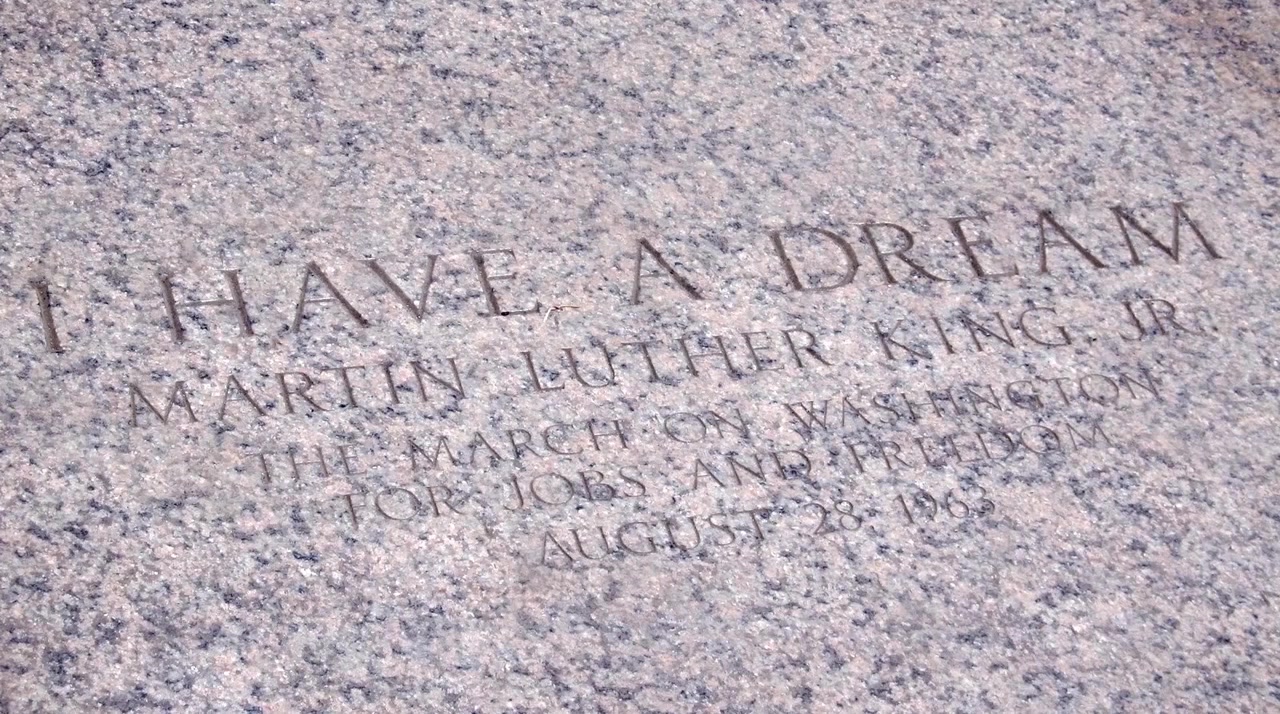 I HAVE A DREAM
MARTIN LUTHER KING, JR.
THE MARCH ON WASHINGTON
FOR JOBS AND FREEDOM
AUGUST 28, 1963